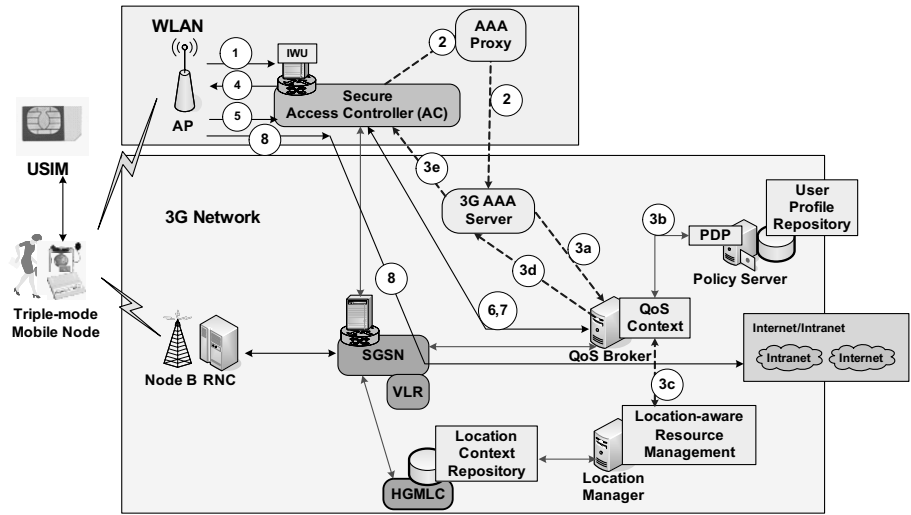 WLAN
AP
1
4
5
8
IWU
Secure
Access Controller (AC)
2
AAA
Proxy
2
USIM
Triple-mode
Mobile Node
3G Network
3e
3G AAA
Server
3a
3d
3b
PDP
User
Profile
Repository
Policy Server
8
6,7
QoS
Context
QoS Broker
Internet/Intranet
Intranet
Internet
Node B
RNC
SGSN
VLR
3c
Location-aware
Resource
Management
Location
Manager
Location
Context
Repository
HGMLC